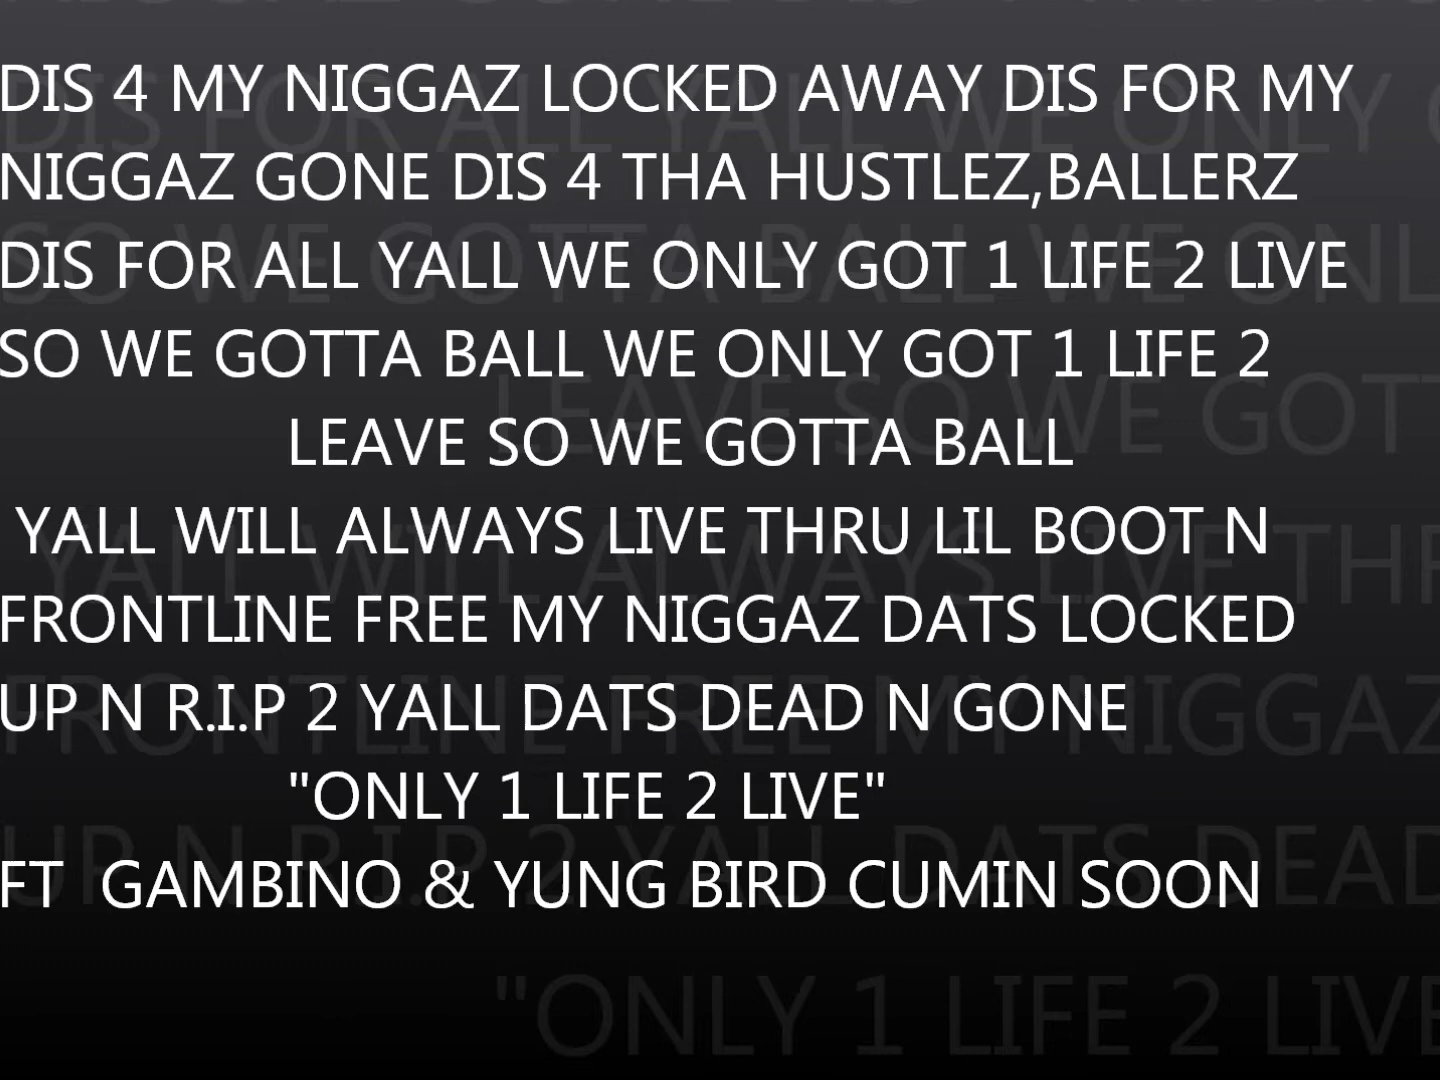 DIS 4 MY NIGGAZ LOCKED AWAY DIS FOR MY
NIGGAZ GONE DIS 4 THA HUSTLEZ,BALLERZ
DIS FOR ALL YALL WE ONLY GOT 1 LIFE 2 LIVE
SO WE GOTTA BALL WE ONLY GOT 1 LIFE 2
LEAVE SO WE GOTTA BALL
YALL WILL ALWAYS LIVE THRU LIL BOOT N
FRONTLINE FREE MY NIGGAZ DATS LOCKED
UP N R.I.P 2 YALL DATS DEAD N GONE
"ONLY 1 LIFE 2 LIVE"
FT GAMBINO & YUNG BIRD CUMIN SOON